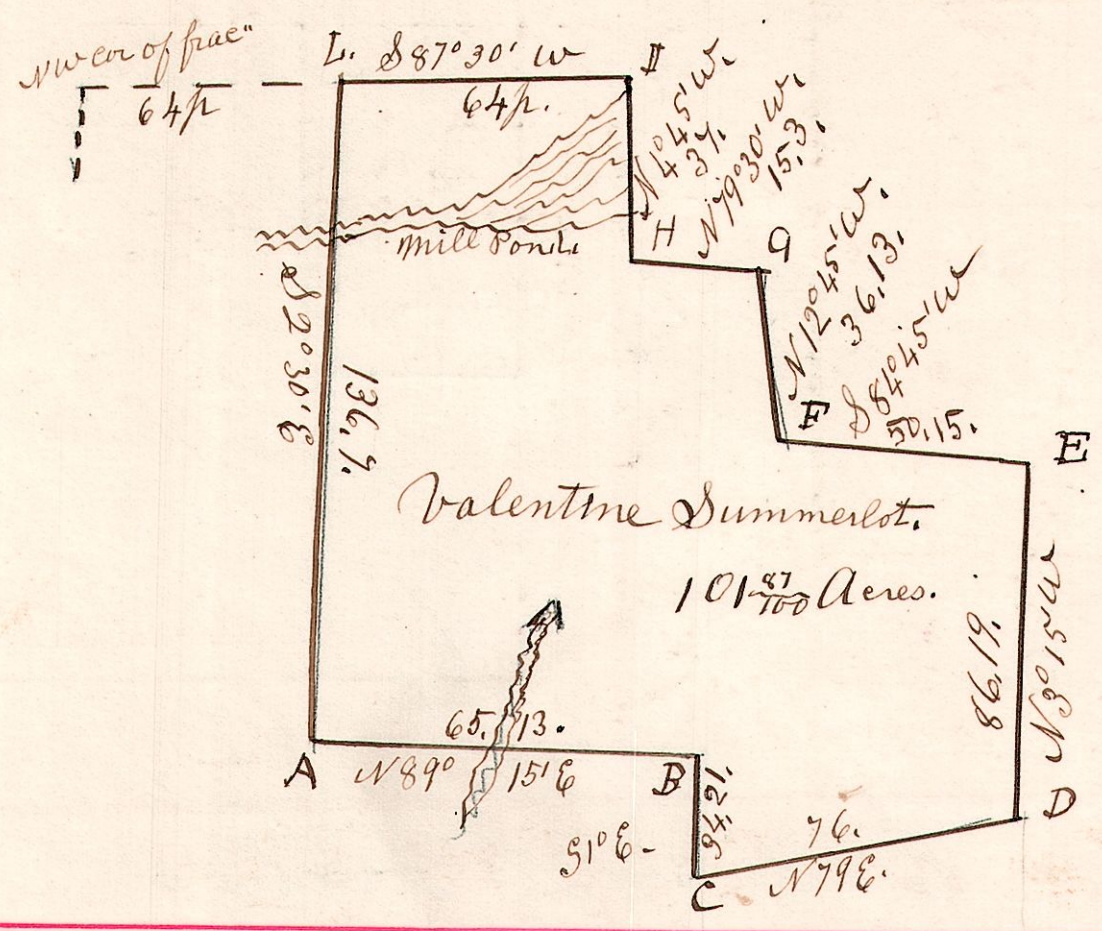 NW cor of frac"
64p
L. S87°30' W I
64p.
N4°45'W.
37.
N79°30'W.
15,3.
H
G
N12°45'W.
36,13.
S84°45'W
50,15.
F
E
Mill Pond.
S2°30'E
136,7.
Valentine Summerlot.
101 87/100 Acres.
86,19.
N3°15'W
65,13.
A N89° 15'E B
D
S1°E-
34,21.
76.
N79E.
C